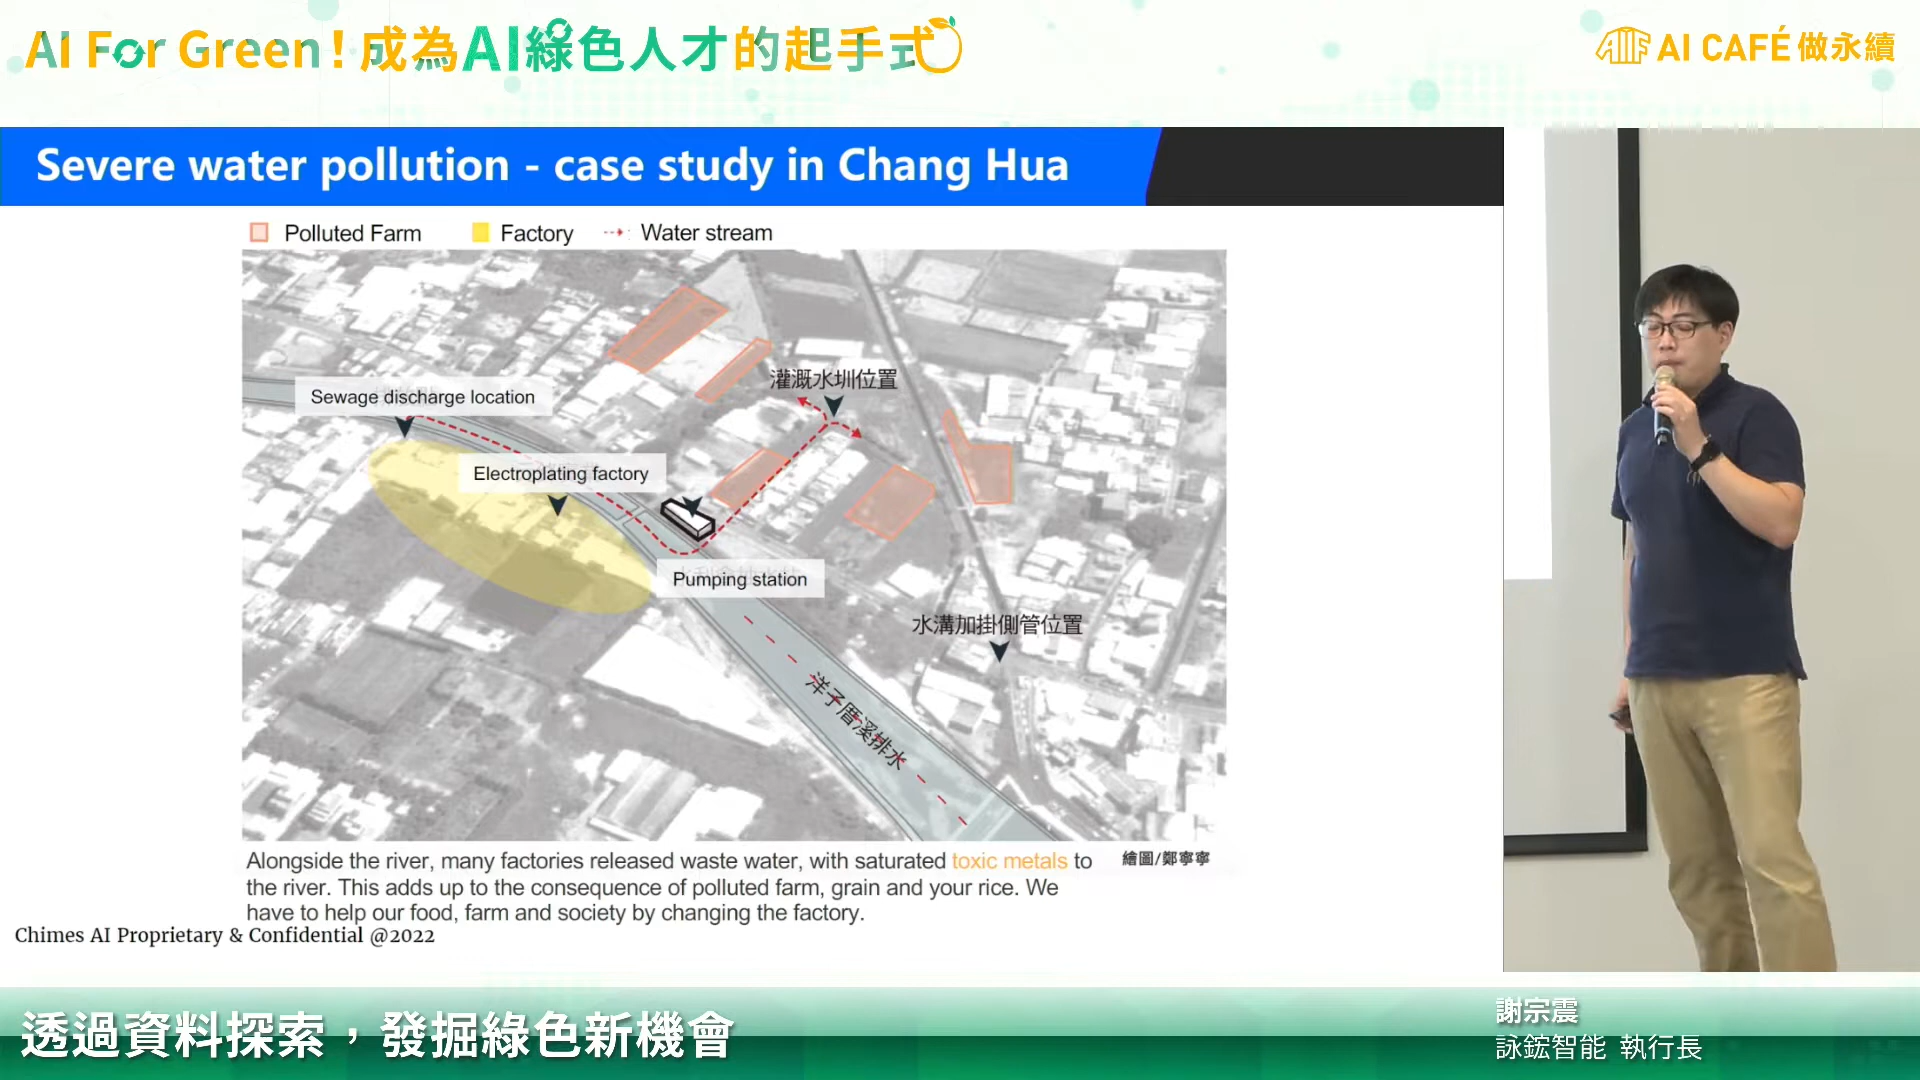 AI For Green!成為AI綠色人才的起手式
AIF AI CAFÉ 做永續
Severe water pollution - case study in Chang Hua
Polluted Farm
Factory
Water stream
灌溉水圳位置
Sewage discharge location
Electroplating factory
Pumping station
水溝加掛側管位置
洋子厝溪排水
Alongside the river, many factories released waste water, with saturated toxic metals to
the river. This adds up to the consequence of polluted farm, grain and your rice. We
have to help our food, farm and society by changing the factory.
繪圖/鄭寧寧
Chimes AI Proprietary & Confidential @2022
透過資料探索，發掘綠色新機會
謝宗震
詠鋐智能 執行長